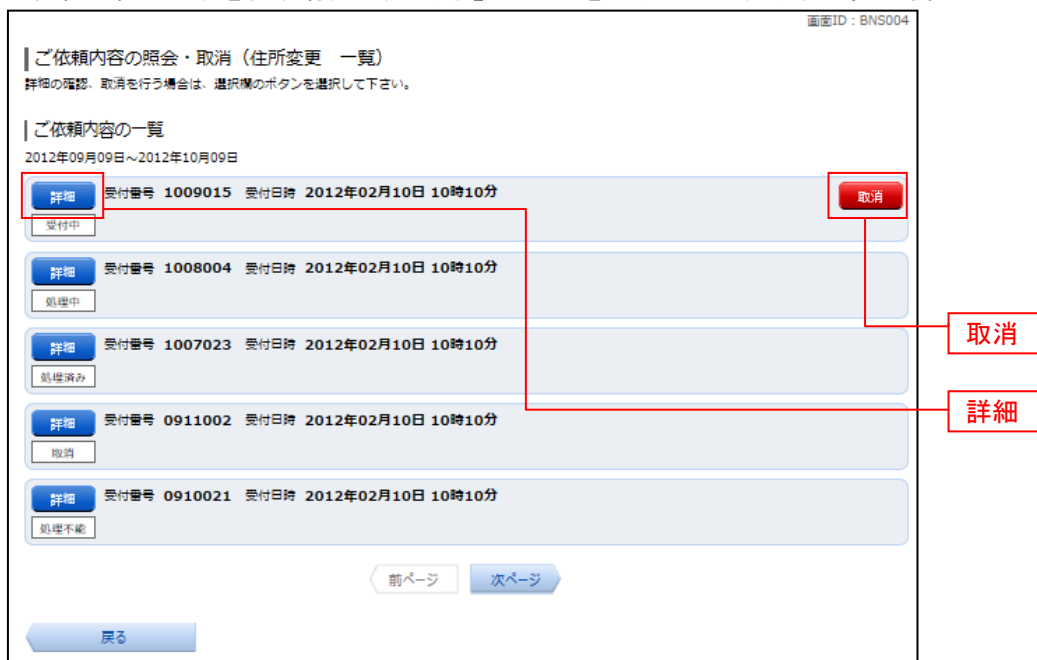 画面ID：BNS004
ご依頼内容の照会・取消（住所変更　一覧）
詳細の確認、取消を行う場合は、選択欄のボタンを選択して下さい。
ご依頼内容の一覧
2012年09月09日～2012年10月09日
詳細 受付番号 1009015 受付日時 2012年02月10日 10時10分 取消
受付中
詳細 受付番号 1008004 受付日時 2012年02月10日 10時10分
処理中
取消
詳細 受付番号 1007023 受付日時 2012年02月10日 10時10分
処理済み
詳細
詳細 受付番号 0911002 受付日時 2012年02月10日 10時10分
取消
詳細 受付番号 0910021 受付日時 2012年02月10日 10時10分
処理不能
前ページ 次ページ
戻る